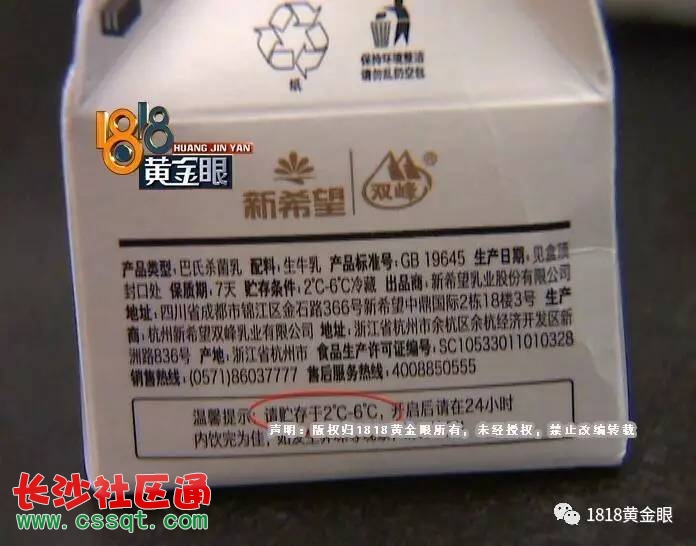 纸
保持环境整洁
请勿乱扔空包
1818
HUANG JIN YAN
黄金眼
新希望
双峰
®
产品类型:巴氏杀菌乳 配料:生牛乳 产品标准号:GB 19645 生产日期:见盒顶
封口处 保质期:7天 贮存条件:2℃-6℃冷藏 出品商:新希望乳业股份有限公司
地址:四川省成都市锦江区金石路366号新希望中鼎国际2栋18楼3号 生产
商:杭州新希望双峰乳业有限公司 地址:浙江省杭州市余杭区余杭经济开发区新
洲路836号 产地:浙江省杭州市 食品生产许可证编号:SC10533011010328
销售热线:(0571)86037777 售后服务热线:4008850555
温馨提示:请贮存于2℃-6℃,开启后请在24小时
内饮完为佳,如发
声明:版权归1818黄金眼所有,未经授权,禁止改编转载
长沙社区通
www.cssqt.com
1818黄金眼